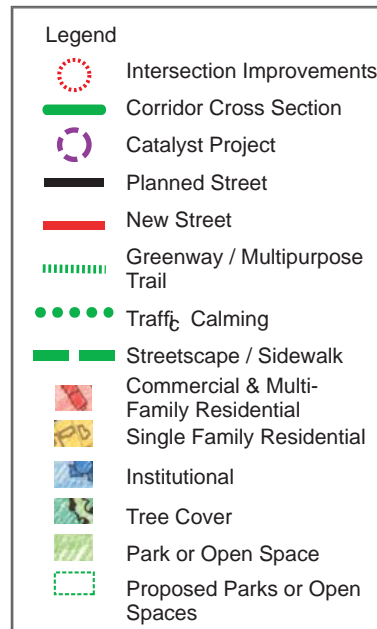 Legend
Intersection Improvements
Corridor Cross Section
Catalyst Project
Planned Street
New Street
Greenway / Multipurpose
Trail
Traffic Calming
Streetscape / Sidewalk
Commercial & Multi-
Family Residential
Single Family Residential
Institutional
Tree Cover
Park or Open Space
Proposed Parks or Open
Spaces